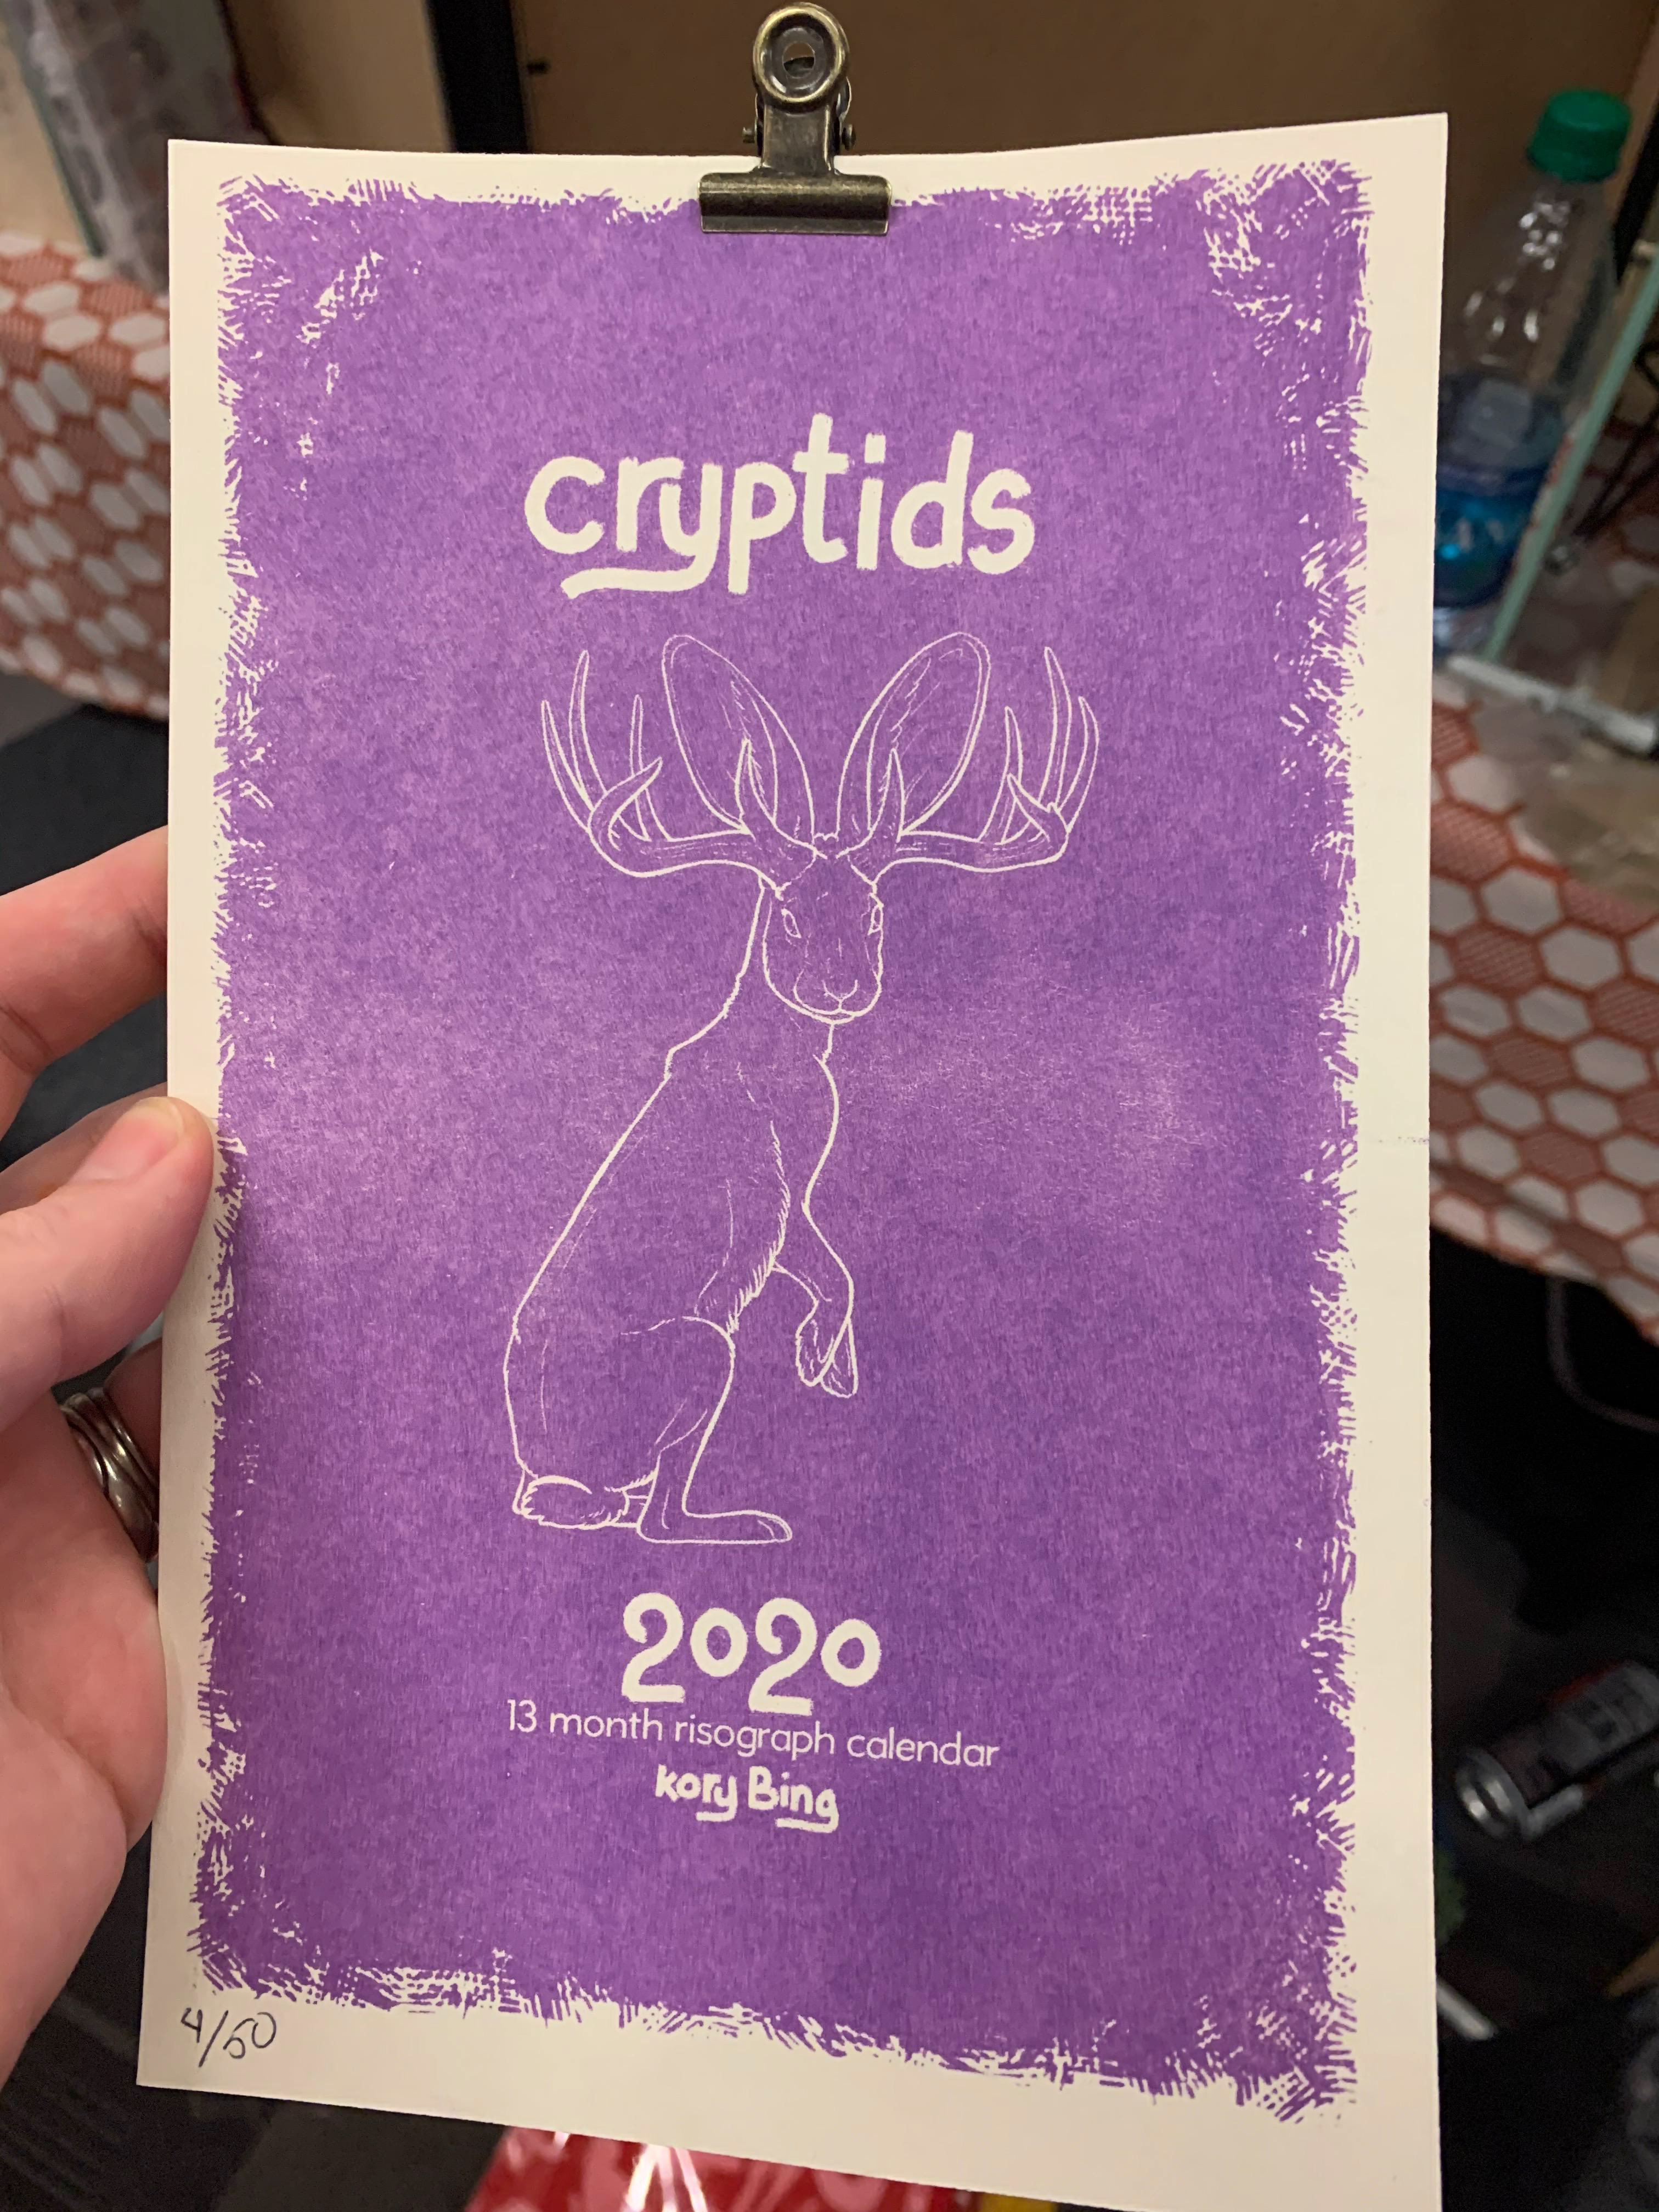 cryptids
2020
13 month risograph calendar
Kory Bing
4/50